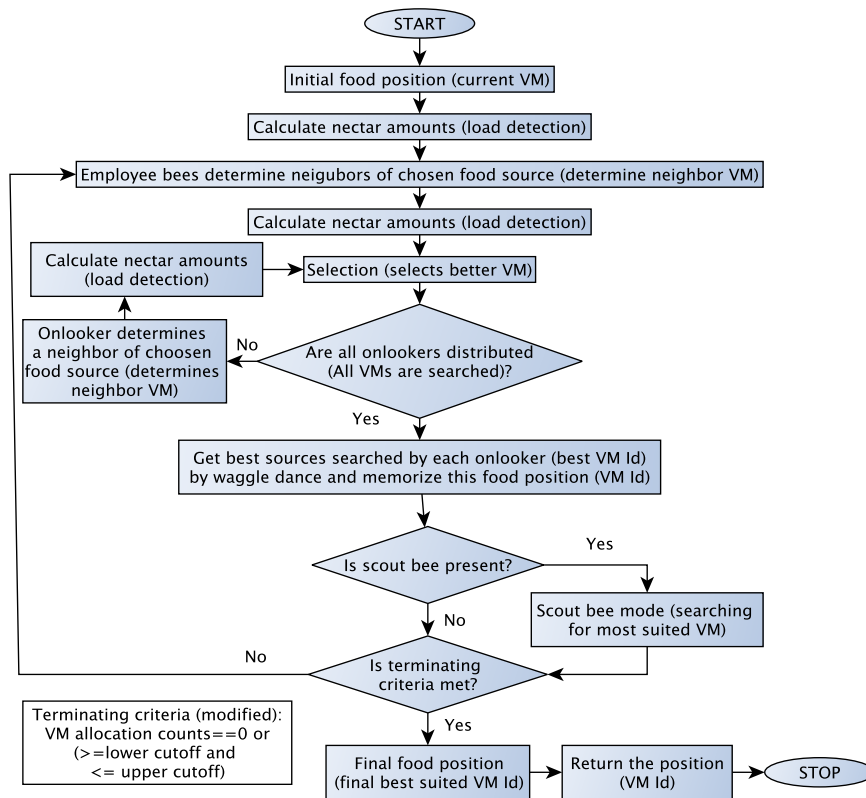 START
Initial food position (current VM)
Calculate nectar amounts (load detection)
Employee bees determine neigubors of chosen food source (determine neighbor VM)
Calculate nectar amounts (load detection)
Calculate nectar amounts
(load detection)
Selection (selects better VM)
Onlooker determines
a neighbor of choosen
food source (determines
neighbor VM)
No
Are all onlookers distributed
(All VMs are searched)?
Yes
Get best sources searched by each onlooker (best VM Id)
by waggle dance and memorize this food position (VM Id)
Is scout bee present?
Yes
Scout bee mode (searching
for most suited VM)
No
Is terminating
criteria met?
No
Yes
Terminating criteria (modified):
VM allocation counts==0 or
(>=lower cutoff and
<= upper cutoff)
Final food position
(final best suited VM Id)
Return the position
(VM Id)
STOP